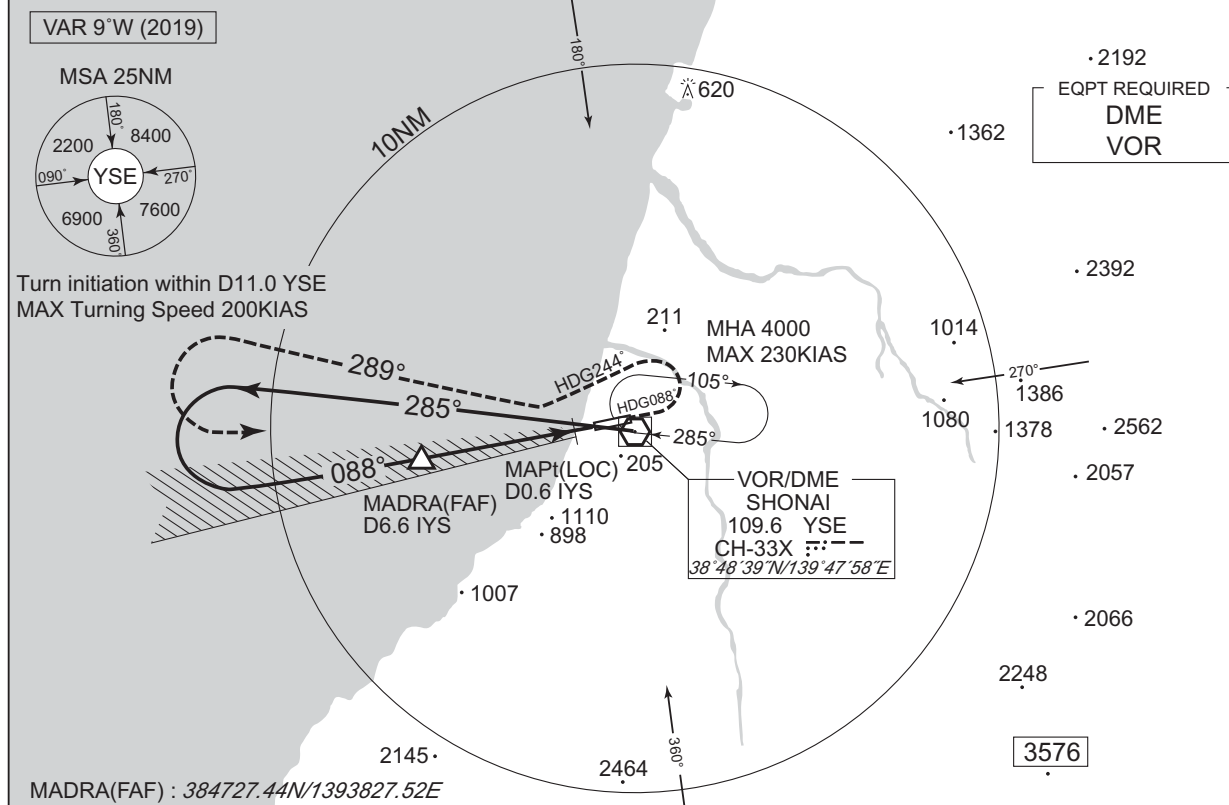 VAR 9°W (2019)
MSA 25NM
180°
2200
8400
090°
YSE
270°
6900
7600
360°
Turn initiation within D11.0 YSE
MAX Turning Speed 200KIAS
180°
10NM
620
2192
EQPT REQUIRED
DME
VOR
1362
2392
211
MHA 4000
MAX 230KIAS
1014
289°
HDG244°
105°
270°
1386
285°
HDG088°
1080
285°
1378
2562
088°
MAPt(LOC)
D0.6 IYS
205
2057
MADRA(FAF)
D6.6 IYS
VOR/DME
SHONAI
109.6 YSE
CH-33X
38°48'39"N/139°47'58"E
1110
898
1007
2066
2248
360°
2145
2464
3576
MADRA(FAF) : 384727.44N/1393827.52E